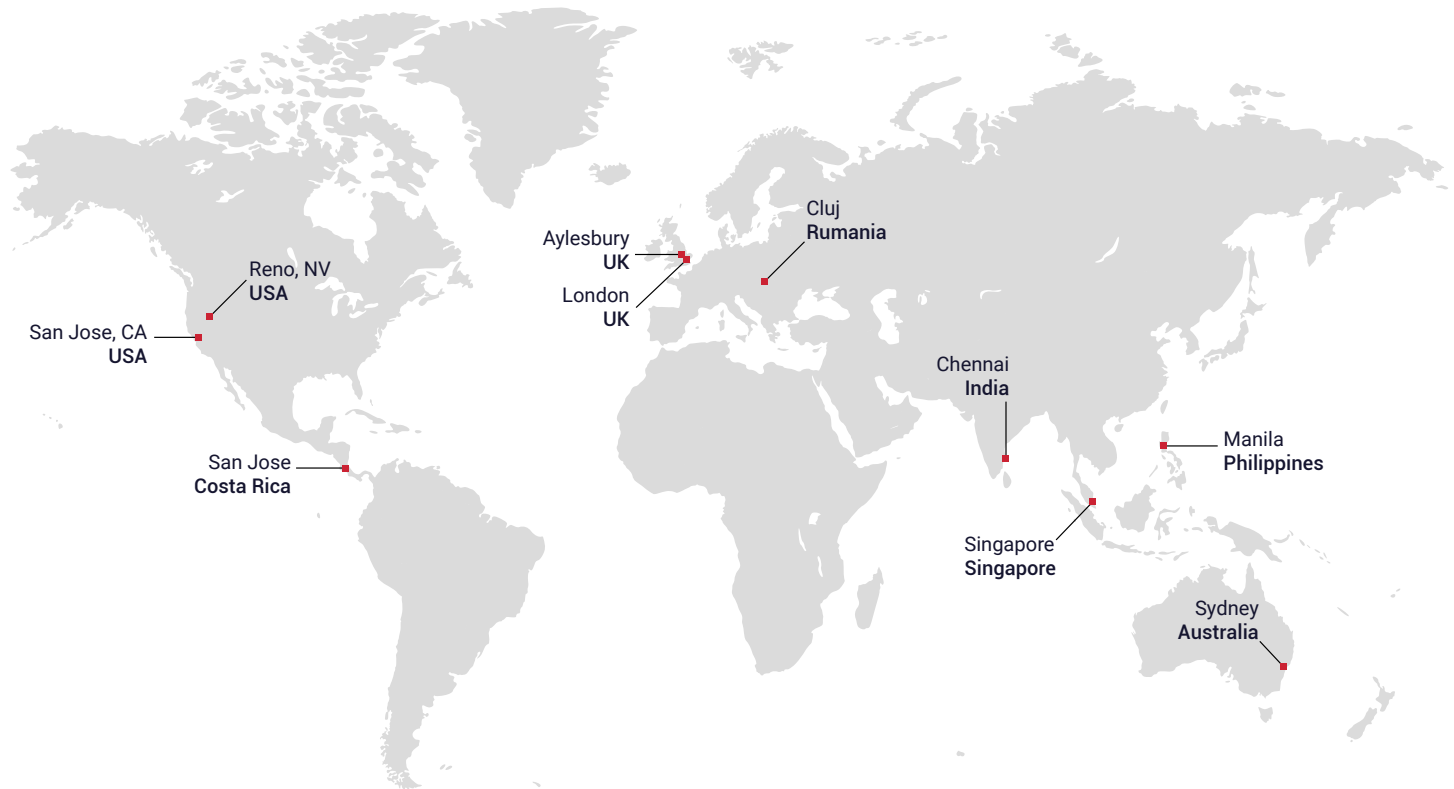 Cluj
Rumania
Aylesbury
UK
Reno, NV
USA
London
UK
San Jose, CA
USA
Chennai
India
Manila
Philippines
San Jose
Costa Rica
Singapore
Singapore
Sydney
Australia